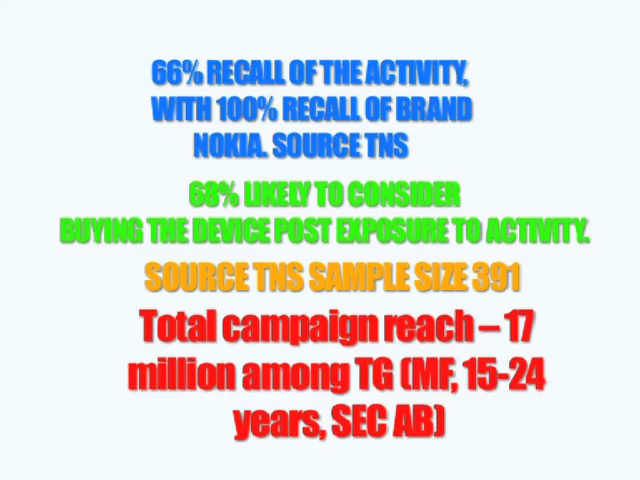 66% RECALL OF THE ACTIVITY,
WITH 100% RECALL OF BRAND
NOKIA. SOURCE TNS
68% LIKELY TO CONSIDER
BUYING THE DEVICE POST EXPOSURE TO ACTIVITY.
SOURCE TNS SAMPLE SIZE 391
Total campaign reach – 17
million among TG (MF, 15-24
years, SEC AB)